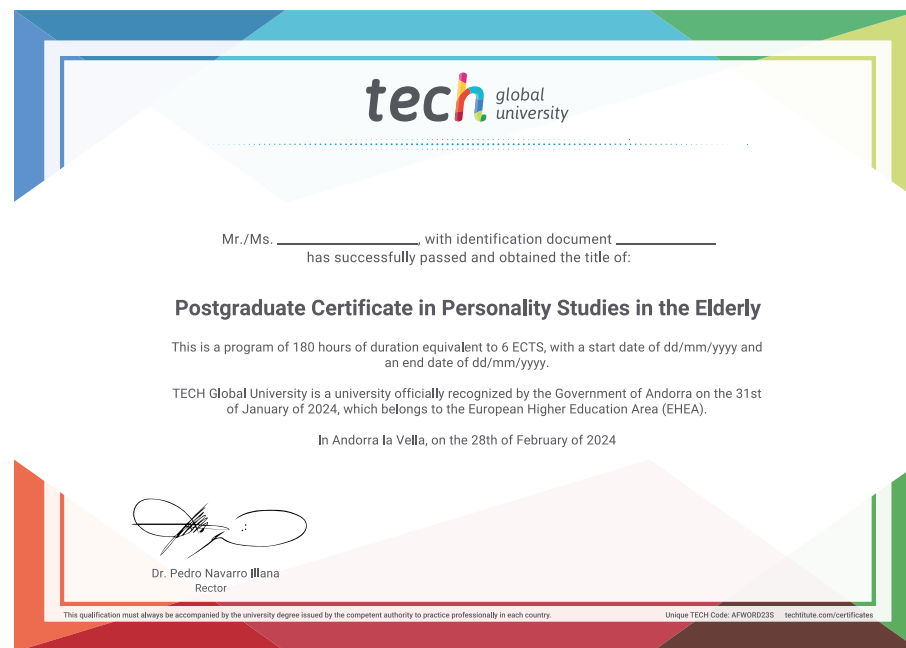 tech global
university
Mr./Ms. ____________, with identification document ____________
has successfully passed and obtained the title of:
Postgraduate Certificate in Personality Studies in the Elderly
This is a program of 180 hours of duration equivalent to 6 ECTS, with a start date of dd/mm/yyyy and
an end date of dd/mm/yyyy.
TECH Global University is a university officially recognized by the Government of Andorra on the 31st
of January of 2024, which belongs to the European Higher Education Area (EHEA).
In Andorra la Vella, on the 28th of February of 2024
Dr. Pedro Navarro Illana
Rector
This qualification must always be accompanied by the university degree issued by the competent authority to practice professionally in each country.
Unique TECH Code: AFWORD23S techtitute.com/certificates